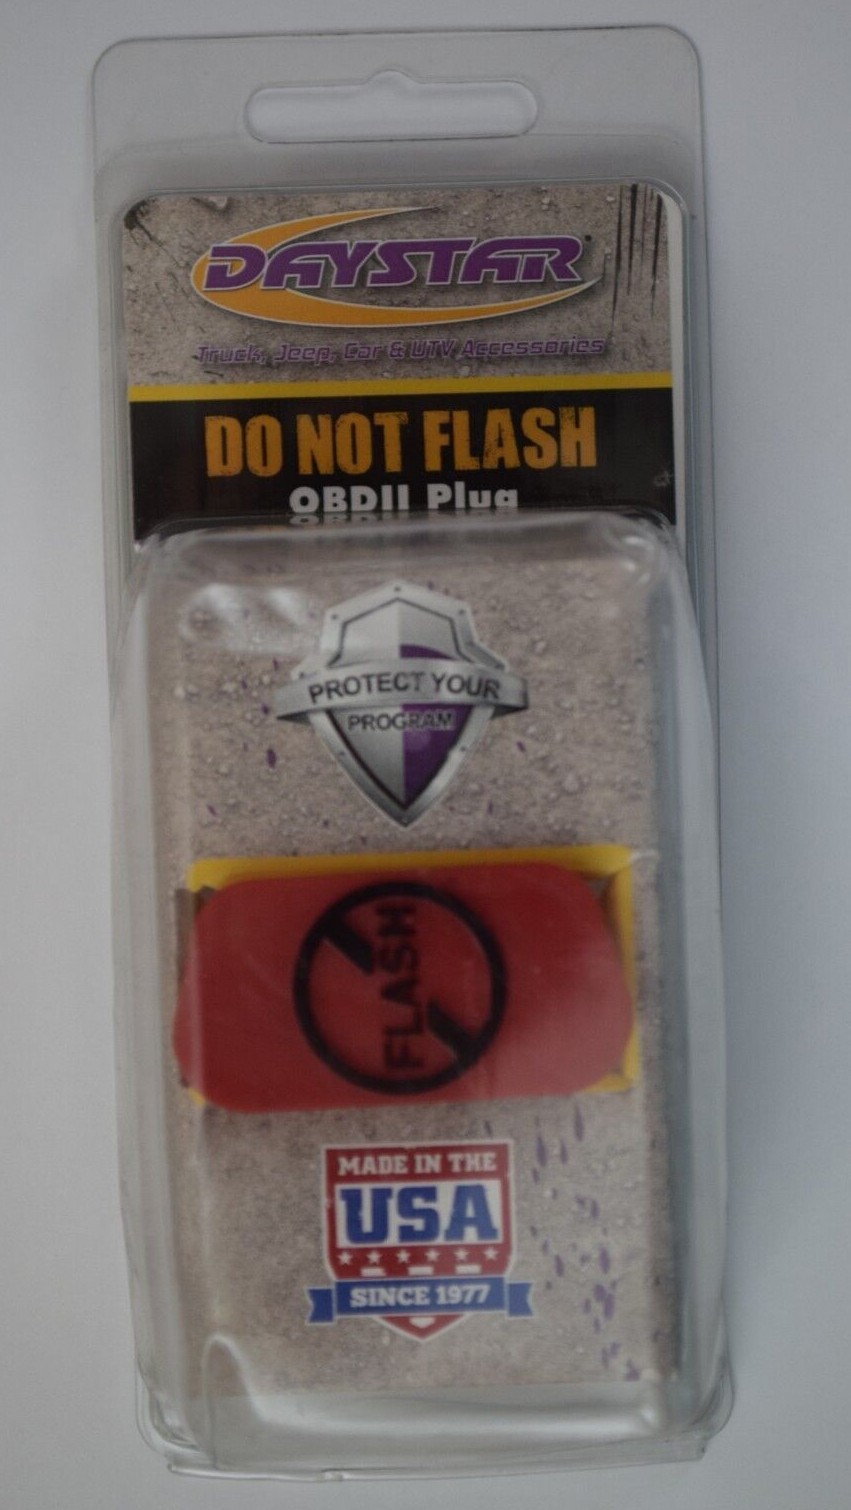 DAYSTAR
Truck, Jeep, Car & UTV Accessories
DO NOT FLASH
OBDII Plug
PROTECT YOUR
PROGRAM
FLASH
MADE IN THE
USA
SINCE 1977